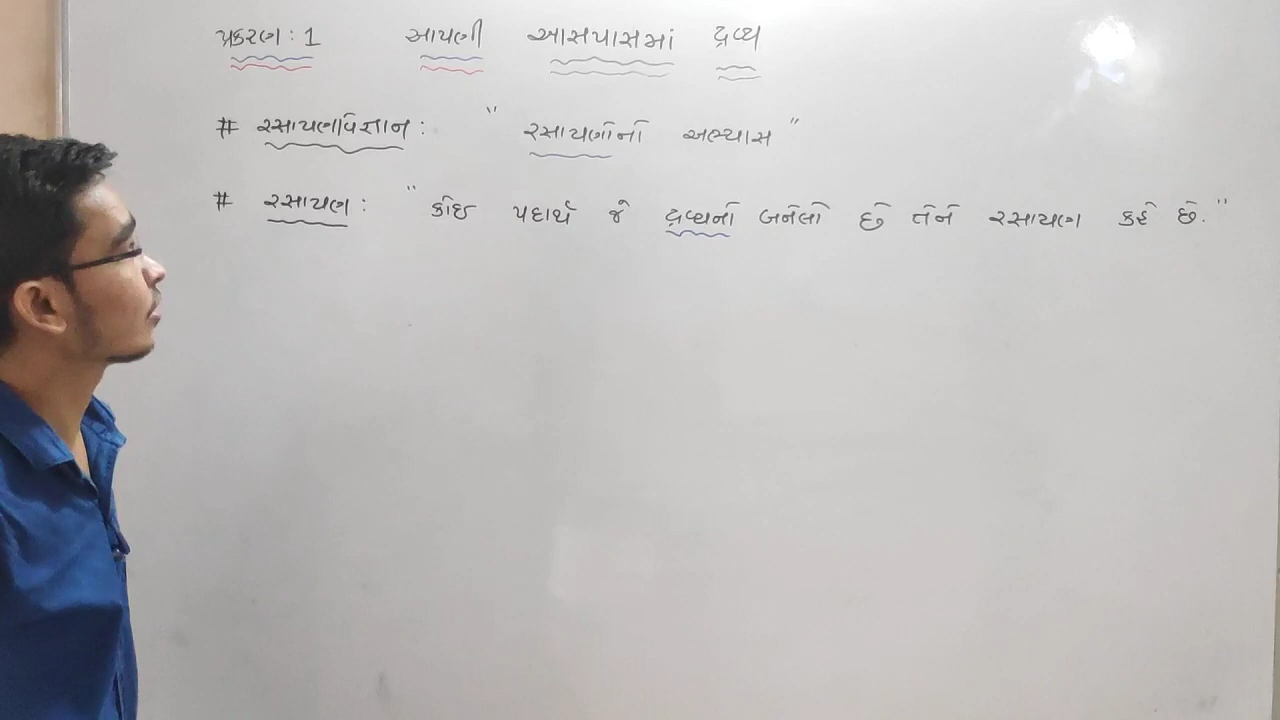 પ્રકરણ : 1 આપણી આસપાસમાં દ્રવ્ય
# રસાયણવિજ્ઞાન : " રસાયણોનો અભ્યાસ "
# રસાયણ : " કોઈ પદાર્થ જે દ્રવ્યનો બનેલો છે તેને રસાયણ કહે છે. "